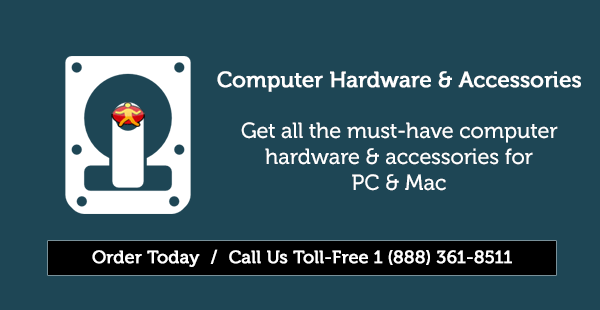 Computer Hardware & Accessories
Get all the must-have computer
hardware & accessories for
PC & Mac
Order Today / Call Us Toll-Free 1 (888) 361-8511